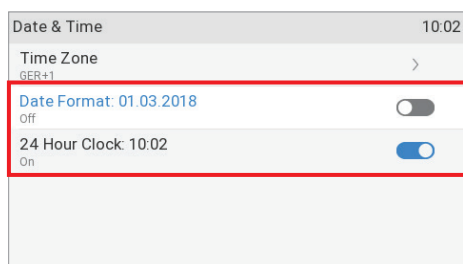 Date & Time 10:02
Time Zone
GER+1
Date Format: 01.03.2018
Off
24 Hour Clock: 10:02
On